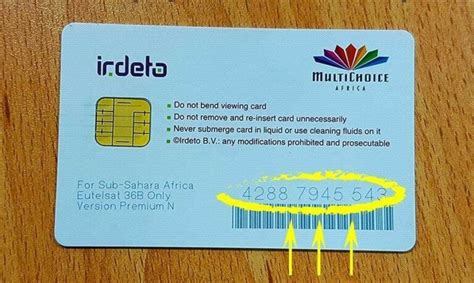 irdeto
MULTICHOICE
AFRICA
• Do not bend viewing card
• Do not remove and re-insert card unnecessarily
• Never submerge card in liquid or use cleaning fluids on it
• ©Irdeto B.V.: any modifications prohibited and prosecutable
For Sub-Sahara Africa
Eutelsat 36B Only
Version Premium N
4288 7945 543